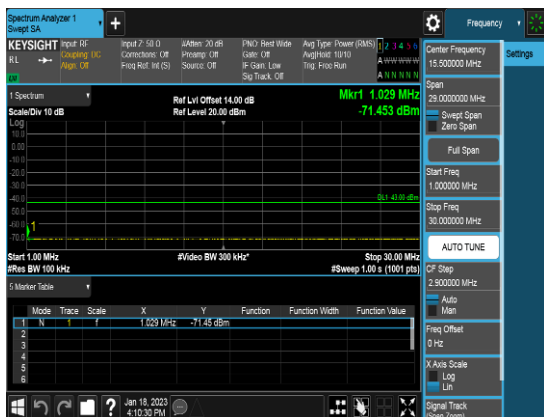 Spectrum Analyzer 1
Swept SA
Frequency
KEYSIGHT
Input: RF
Coupling: DC
Align: Off
Input Z: 50 Ω
Corrections: Off
Freq Ref: Int (S)
#Atten: 20 dB
Preamp: Off
Source: Off
PNO: Best Wide
Gate: Off
IF Gain: Low
Sig Track: Off
Avg Type: Power (RMS)
Avg|Hold: 10/10
Trig: Free Run
1 2 3 4 5 6
A W W W W W
A N N N N N
RL
1 Spectrum
Scale/Div 10 dB
Ref Lvl Offset 14.00 dB
Ref Level 20.00 dBm
Mkr1 1.029 MHz
-71.453 dBm
Log
10.0
0.00
-10.0
-20.0
-30.0
-40.0
-50.0
-60.0
-70.0
DL1 -43.00 dBm
1
Start 1.00 MHz
#Video BW 300 kHz*
Stop 30.00 MHz
#Res BW 100 kHz
#Sweep 1.00 s (1001 pts)
5 Marker Table
Mode Trace Scale X Y Function Function Width Function Value
1 N 1 f 1.029 MHz -71.45 dBm
2
3
4
5
6
Jan 18, 2023
4:10:30 PM
Center Frequency
15.500000 MHz
Settings
Span
29.0000000 MHz
Swept Span
Zero Span
Full Span
Start Freq
1.000000 MHz
Stop Freq
30.000000 MHz
AUTO TUNE
CF Step
2.900000 MHz
Auto
Man
Freq Offset
0 Hz
X Axis Scale
Log
Lin
Signal Track
(Span Zoom)